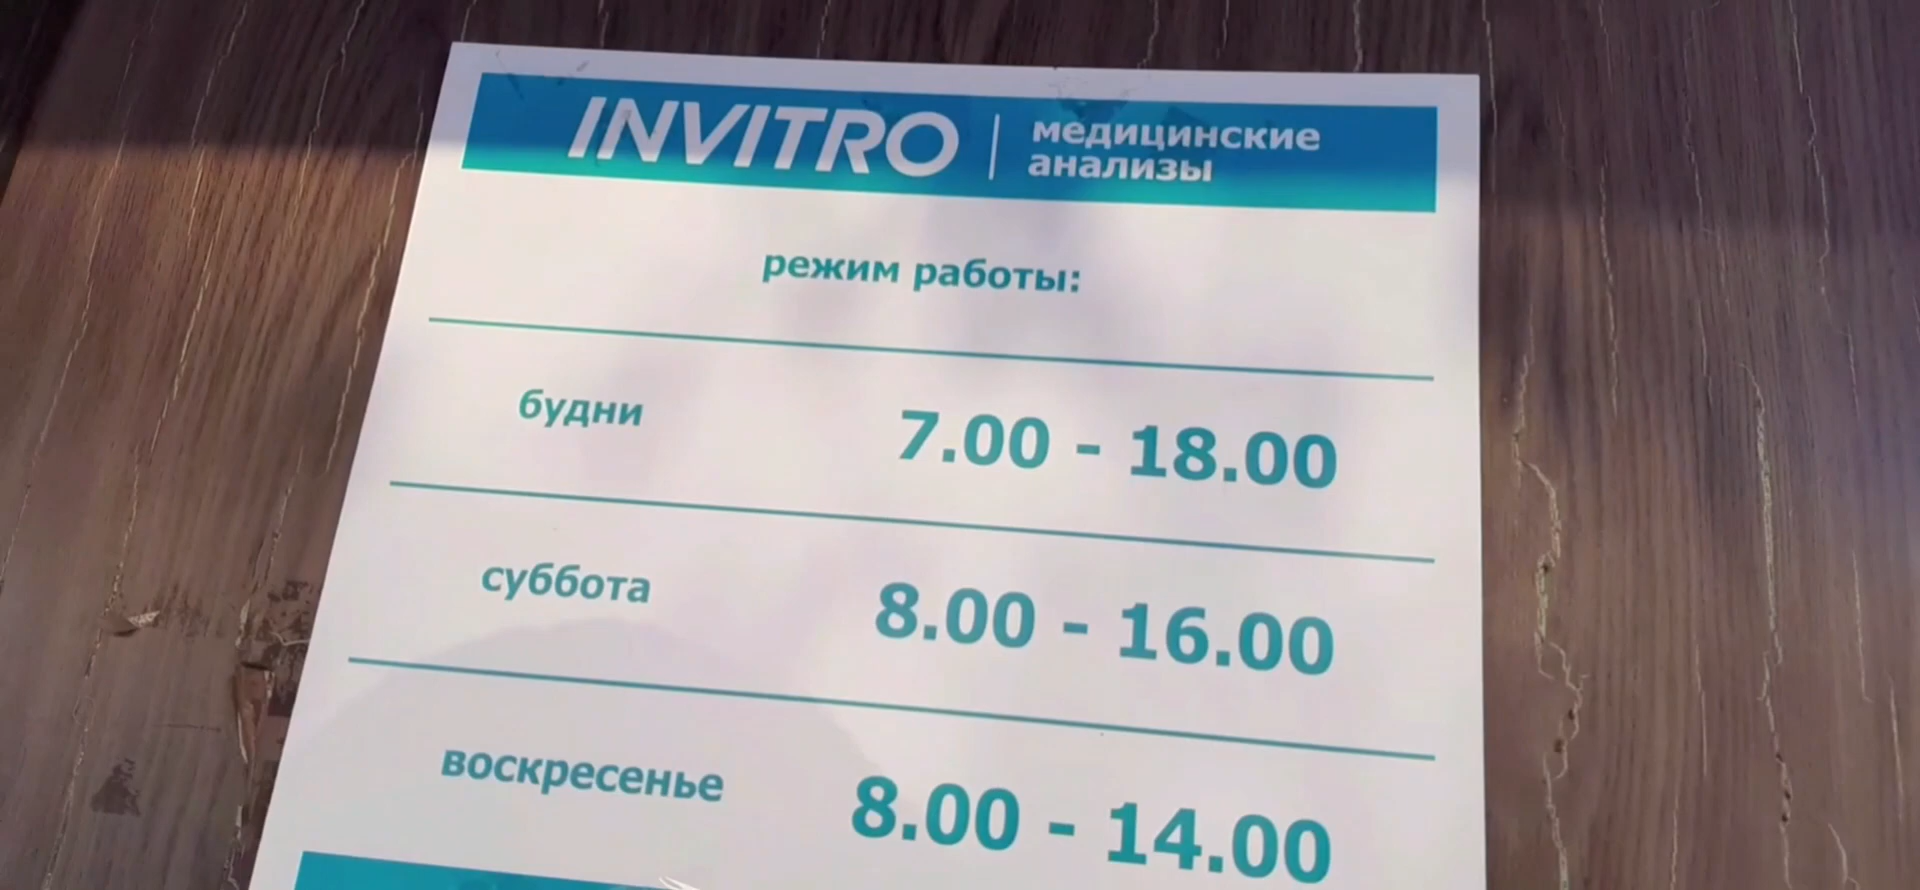 INVITRO | медицинские
анализы
режим работы:
будни 7.00 - 18.00
суббота 8.00 - 16.00
воскресенье 8.00 - 14.00